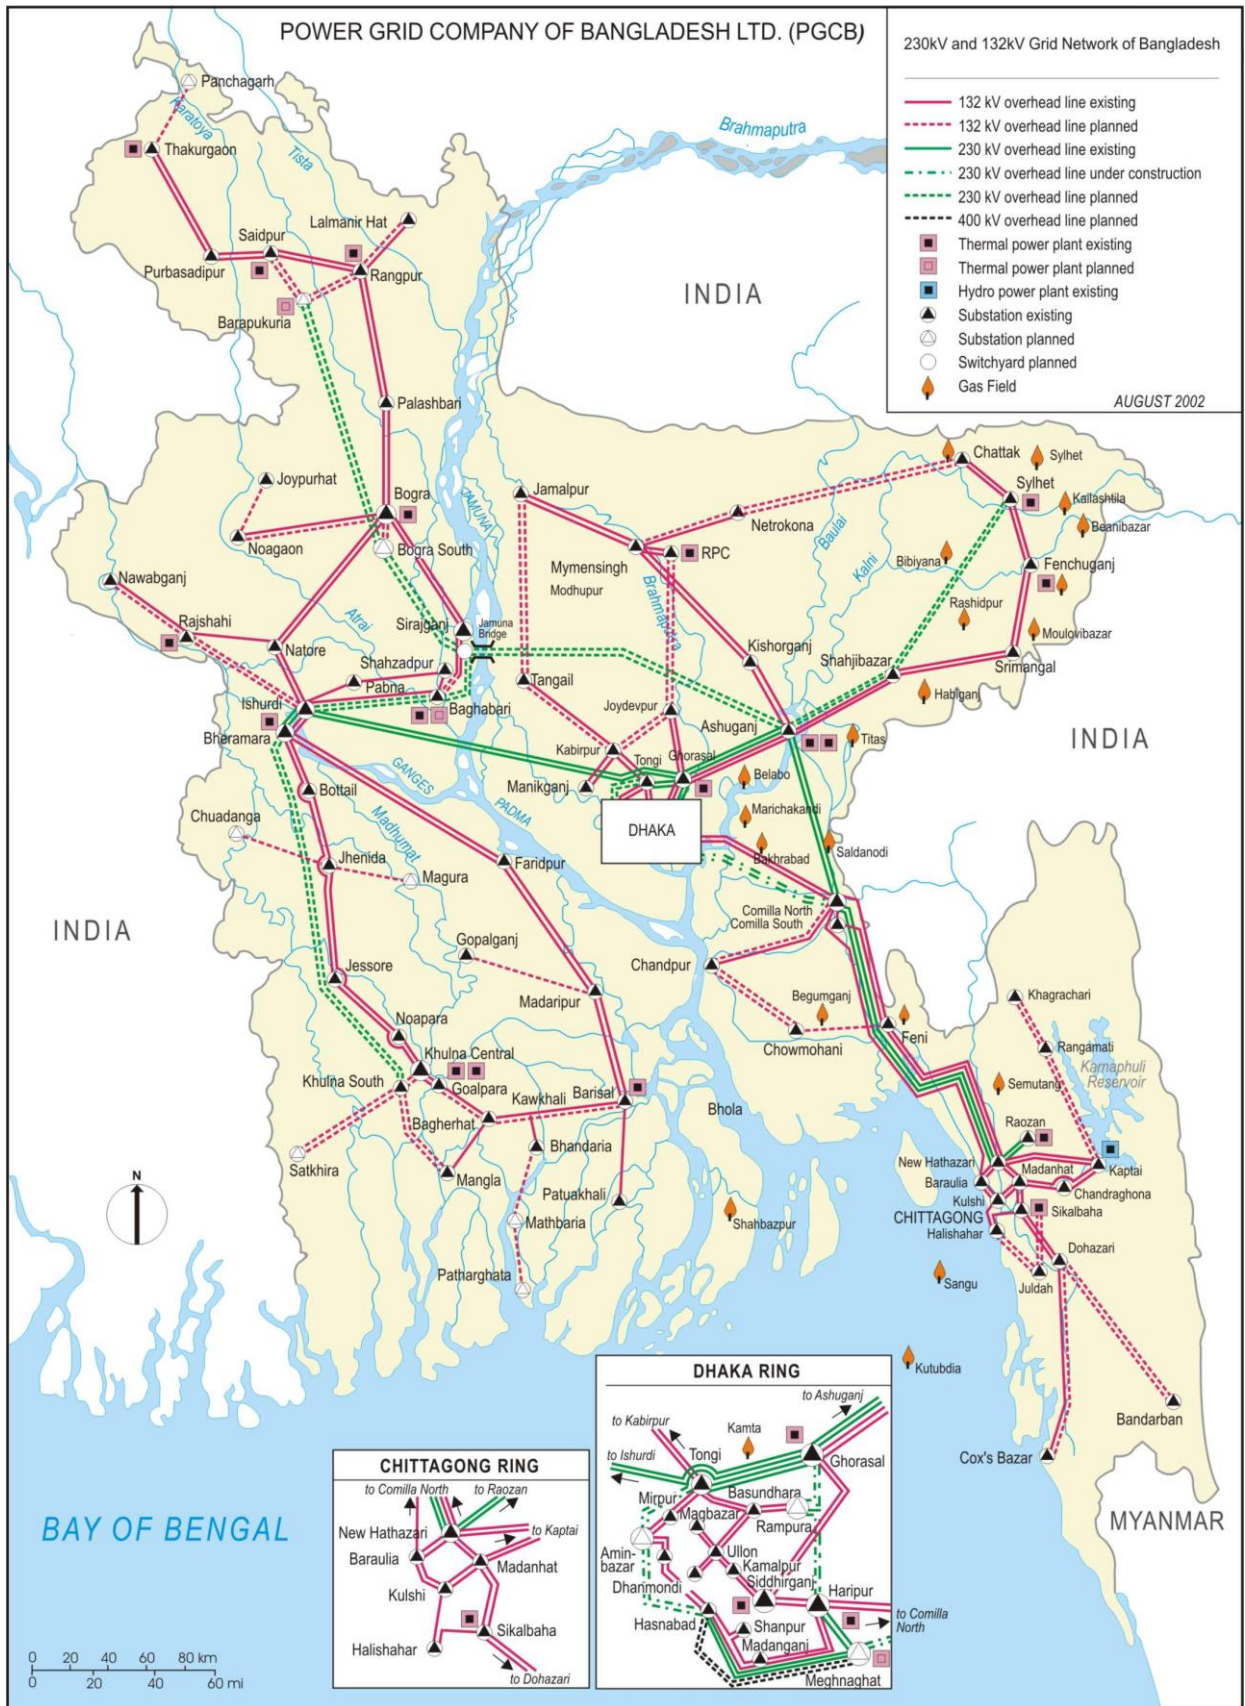 POWER GRID COMPANY OF BANGLADESH LTD. (PGCB)
230kV and 132kV Grid Network of Bangladesh
132 kV overhead line existing
132 kV overhead line planned
230 kV overhead line existing
230 kV overhead line under construction
230 kV overhead line planned
400 kV overhead line planned
Thermal power plant existing
Thermal power plant planned
Hydro power plant existing
Substation existing
Substation planned
Switchyard planned
Gas Field
AUGUST 2002
Panchagarh
Karatoya
Brahmaputra
Thakurgaon
Tista
Lalmanir Hat
Saidpur
Purbasadipur
Rangpur
INDIA
Barapukuria
Palashbari
Chattak
Sylhet
Joypurhat
Jamalpur
Sylhet
Bogra
JAMUNA
Kailashtila
Netrokona
Beanibazar
Noagaon
Bogra South
Baulai
RPC
Bibiyana
Fenchuganj
Nawabganj
Mymensingh
Kalni
Modhupur
Brahmaputra
Rashidpur
Rajshahi
Atrai
Sirajganj
Jamuna
Bridge
Moulovibazar
Natore
Kishorganj
Shahzadpur
Shahjibazar
Srimangal
Pabna
Tangail
Habiganj
Ishurdi
Baghabari
Joydevpur
Ashuganj
Bheramara
Titas
INDIA
Kabirpur
Tongi
Ghorasal
GANGES
Belabo
Bottail
Manikganj
PADMA
Chuadanga
Madhumat
Marichakandi
DHAKA
Bakhrabad
Saldanodi
Jhenida
Faridpur
Magura
Comilla North
Comilla South
INDIA
Gopalganj
Chandpur
Jessore
Begumganj
Khagrachari
Madaripur
Noapara
Feni
Chowmohani
Rangamati
Khulna Central
Karnaphuli
Reservoir
Khulna South
Goalpara
Semutang
Kawkhali
Barisal
Bhola
Bagherhat
Raozan
Bhandaria
New Hathazari
Madanhat
Kaptai
Satkhira
Mangla
Baraulia
Chandraghona
N
Patuakhali
Kulshi
CHITTAGONG
Sikalbaha
Mathbaria
Shahbazpur
Halishahar
Dohazari
Patharghata
Sangu
Juldah
Kutubdia
Bandarban
Cox's Bazar
MYANMAR
BAY OF BENGAL
0 20 40 60 80 km
0 20 40 60 mi
CHITTAGONG RING
to Comilla North
to Raozan
New Hathazari
to Kaptai
Baraulia
Madanhat
Kulshi
Sikalbaha
Halishahar
to Dohazari
DHAKA RING
to Ashuganj
to Kabirpur
Kamta
to Ishurdi
Tongi
Ghorasal
Mirpur
Basundhara
Maqbazar
Rampura
Amin-
bazar
Ullon
Kamalpur
Dhanmondi
Siddhirganj
Haripur
Hasnabad
Shanpur
to Comilla
North
Madanganj
Meghnaghat